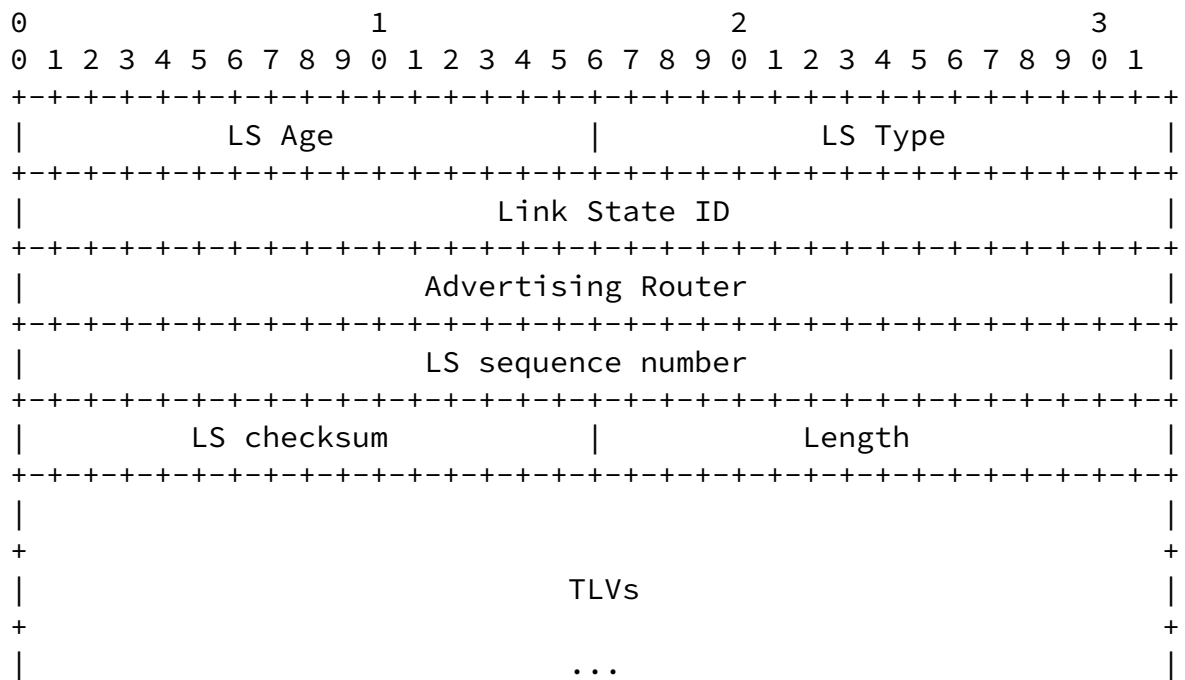 0                   1                   2                   3
0 1 2 3 4 5 6 7 8 9 0 1 2 3 4 5 6 7 8 9 0 1 2 3 4 5 6 7 8 9 0 1
+-+-+-+-+-+-+-+-+-+-+-+-+-+-+-+-+-+-+-+-+-+-+-+-+-+-+-+-+-+-+-+-+
|           LS Age              |            LS Type            |
+-+-+-+-+-+-+-+-+-+-+-+-+-+-+-+-+-+-+-+-+-+-+-+-+-+-+-+-+-+-+-+-+
|                          Link State ID                        |
+-+-+-+-+-+-+-+-+-+-+-+-+-+-+-+-+-+-+-+-+-+-+-+-+-+-+-+-+-+-+-+-+
|                      Advertising Router                       |
+-+-+-+-+-+-+-+-+-+-+-+-+-+-+-+-+-+-+-+-+-+-+-+-+-+-+-+-+-+-+-+-+
|                      LS sequence number                       |
+-+-+-+-+-+-+-+-+-+-+-+-+-+-+-+-+-+-+-+-+-+-+-+-+-+-+-+-+-+-+-+-+
|         LS checksum           |           Length              |
+-+-+-+-+-+-+-+-+-+-+-+-+-+-+-+-+-+-+-+-+-+-+-+-+-+-+-+-+-+-+-+-+
|                                                               |
+                                                               +
|                              TLVs                             |
+                                                               +
|                              ...                              |